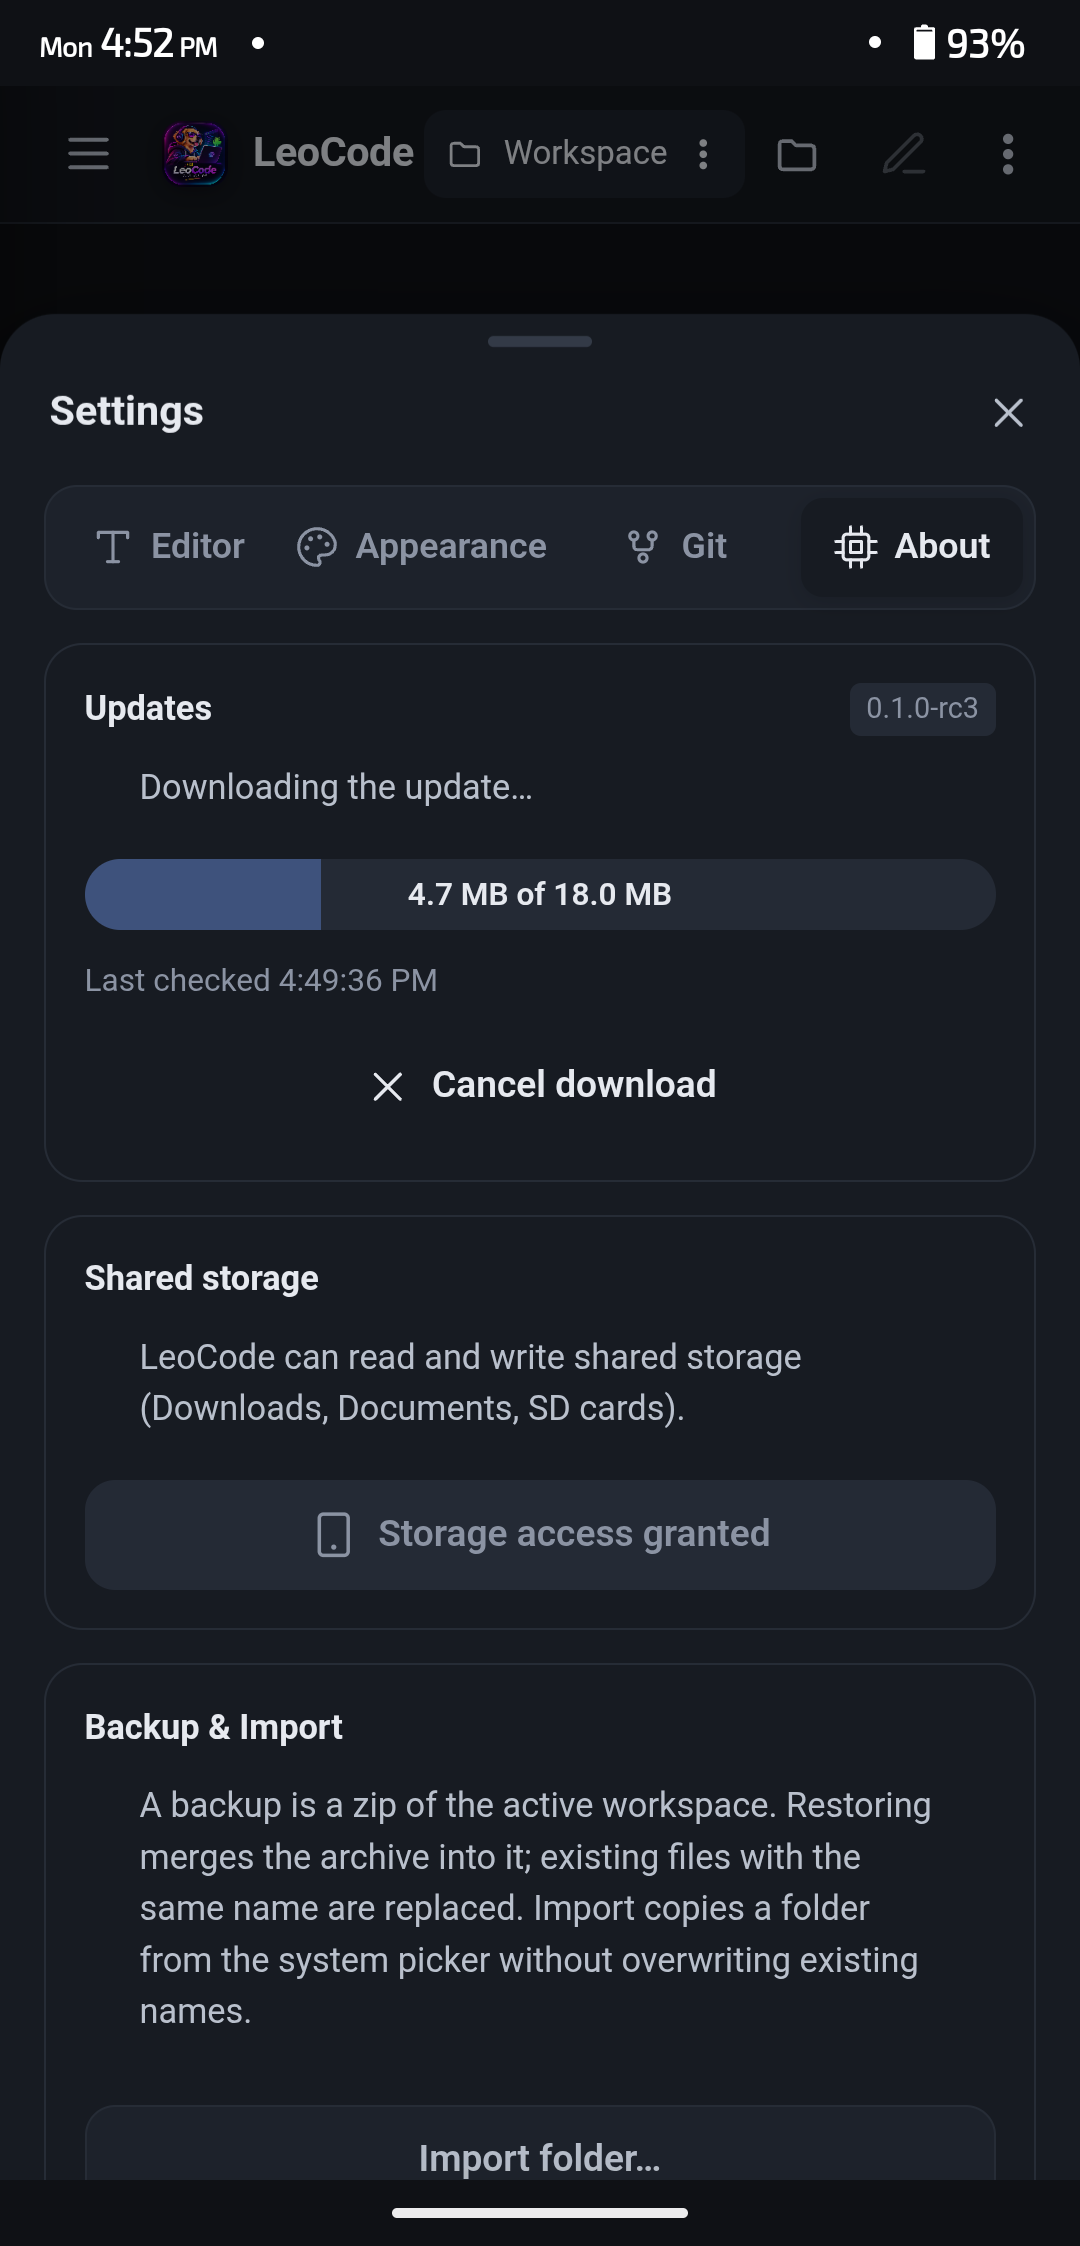 Mon 4:52 PM
93%
LeoCode
LeoCode
Workspace
Settings
Editor
Appearance
Git
About
Updates
0.1.0-rc3
Downloading the update…
4.7 MB of 18.0 MB
Last checked 4:49:36 PM
Cancel download
Shared storage
LeoCode can read and write shared storage
(Downloads, Documents, SD cards).
Storage access granted
Backup & Import
A backup is a zip of the active workspace. Restoring
merges the archive into it; existing files with the
same name are replaced. Import copies a folder
from the system picker without overwriting existing
names.
Import folder…